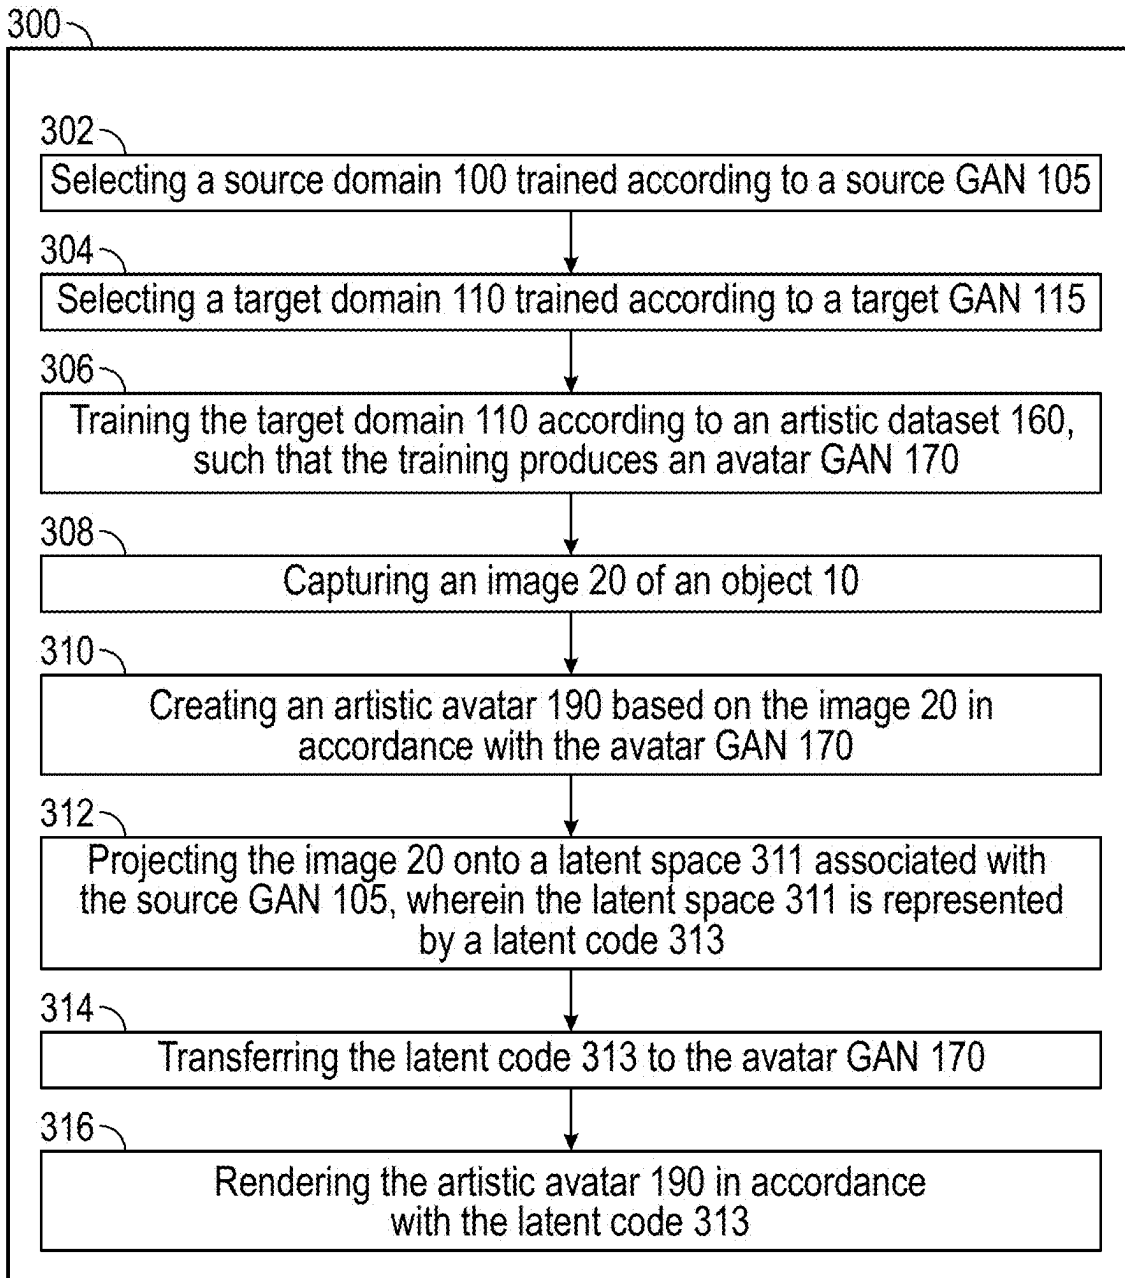 300
302
Selecting a source domain 100 trained according to a source GAN 105
304
Selecting a target domain 110 trained according to a target GAN 115
306
Training the target domain 110 according to an artistic dataset 160,
such that the training produces an avatar GAN 170
308
Capturing an image 20 of an object 10
310
Creating an artistic avatar 190 based on the image 20 in
accordance with the avatar GAN 170
312
Projecting the image 20 onto a latent space 311 associated with
the source GAN 105, wherein the latent space 311 is represented
by a latent code 313
314
Transferring the latent code 313 to the avatar GAN 170
316
Rendering the artistic avatar 190 in accordance
with the latent code 313